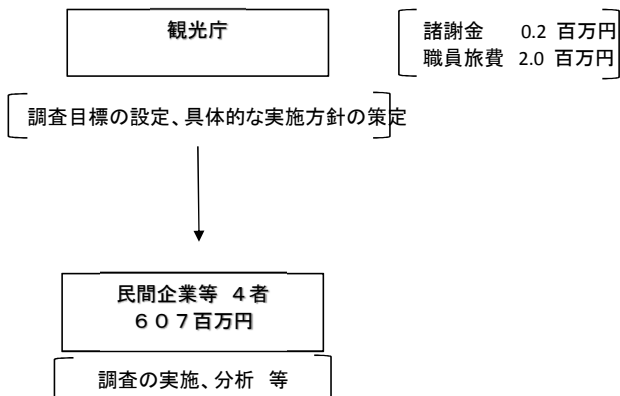 観光庁
諸謝金 0.2 百万円
職員旅費 2.0 百万円
調査目標の設定、具体的な実施方針の策定
民間企業等 4者
607百万円
調査の実施、分析 等